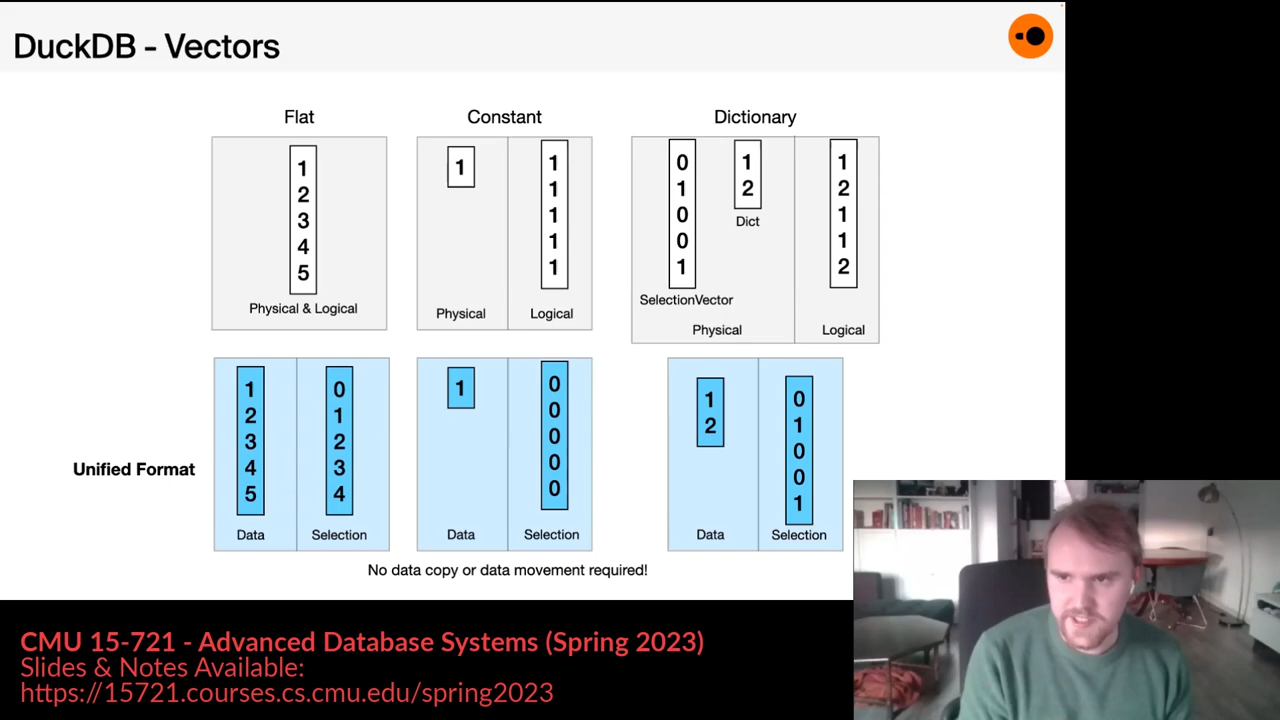 DuckDB - Vectors
Flat
1
2
3
4
5
Physical & Logical
Constant
1
Physical
1
1
1
1
1
Logical
Dictionary
0
1
0
0
1
SelectionVector
1
2
Dict
Physical
1
2
1
1
2
Logical
Unified Format
1
2
3
4
5
Data
0
1
2
3
4
Selection
1
Data
0
0
0
0
0
Selection
1
2
Data
0
1
0
0
1
Selection
No data copy or data movement required!
CMU 15-721 - Advanced Database Systems (Spring 2023)
Slides & Notes Available:
https://15721.courses.cs.cmu.edu/spring2023